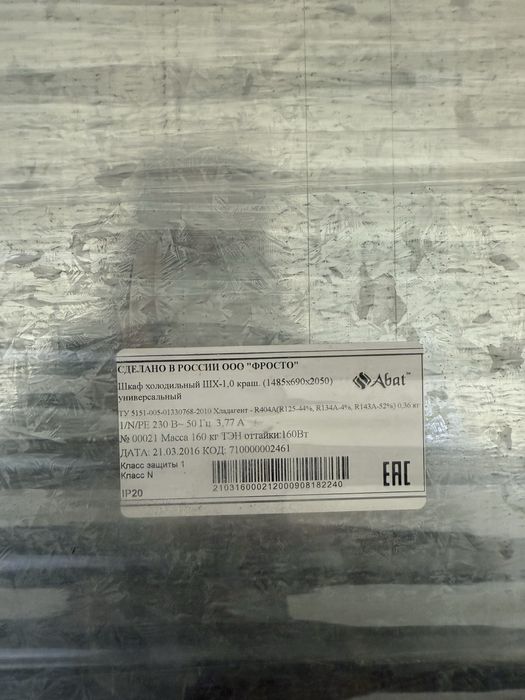 СДЕЛАНО В РОССИИ ООО "ФРОСТО"
Шкаф холодильный ШХ-1,0 краш. (1485х690х2050)
универсальный
Abat™
ТУ 5151-005-01330768-2010 Хладагент - R404A(R125-44%, R134A-4%, R143A-52%) 0,36 кг
1/N/PE 230 В~ 50 Гц 3,77 А
№ 00021 Масса 160 кг ТЭН оттайки:160Вт
ДАТА: 21.03.2016 КОД: 710000002461
Класс защиты 1
Класс N
IP20
210316000212000908182240
EAC